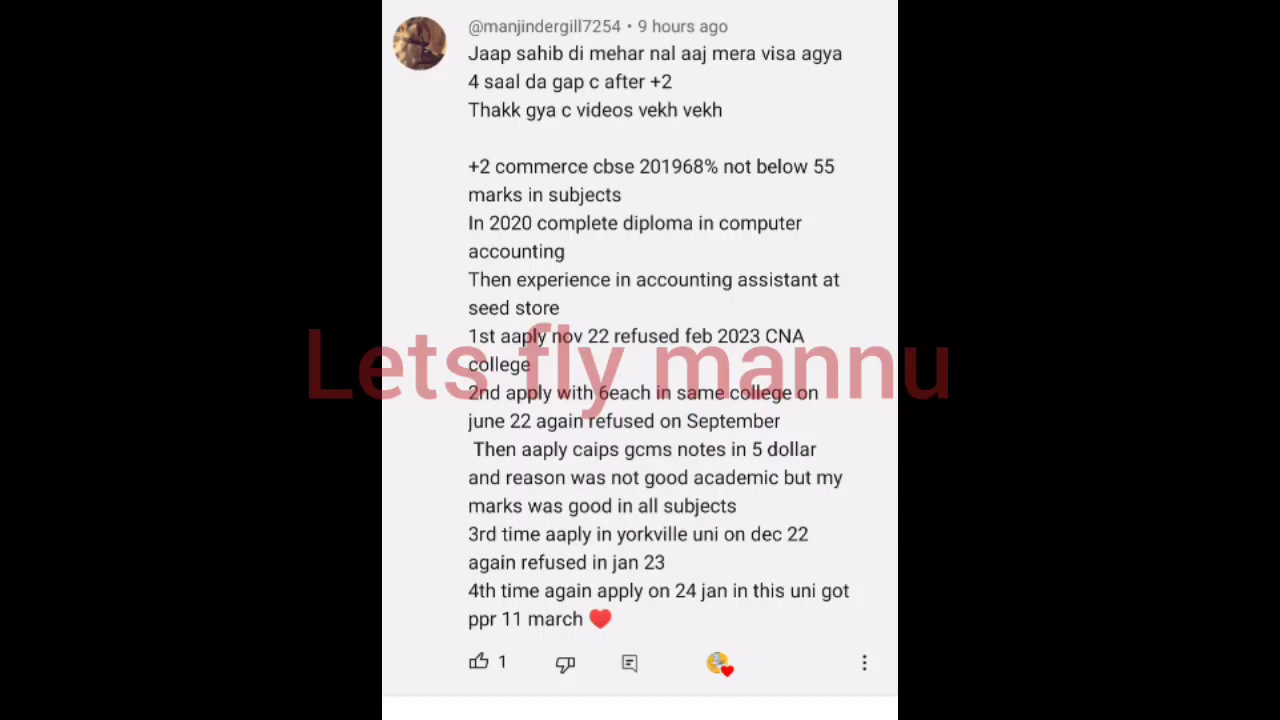 @manjindergill7254 • 9 hours ago
Jaap sahib di mehar nal aaj mera visa agya
4 saal da gap c after +2
Thakk gya c videos vekh vekh
+2 commerce cbse 201968% not below 55
marks in subjects
In 2020 complete diploma in computer
accounting
Then experience in accounting assistant at
seed store
1st aaply nov 22 refused feb 2023 CNA
college
Lets fly mannu
2nd apply with 6each in same college on
june 22 again refused on September
Then aaply caips gcms notes in 5 dollar
and reason was not good academic but my
marks was good in all subjects
3rd time aaply in yorkville uni on dec 22
again refused in jan 23
4th time again apply on 24 jan in this uni got
ppr 11 march ❤️
1